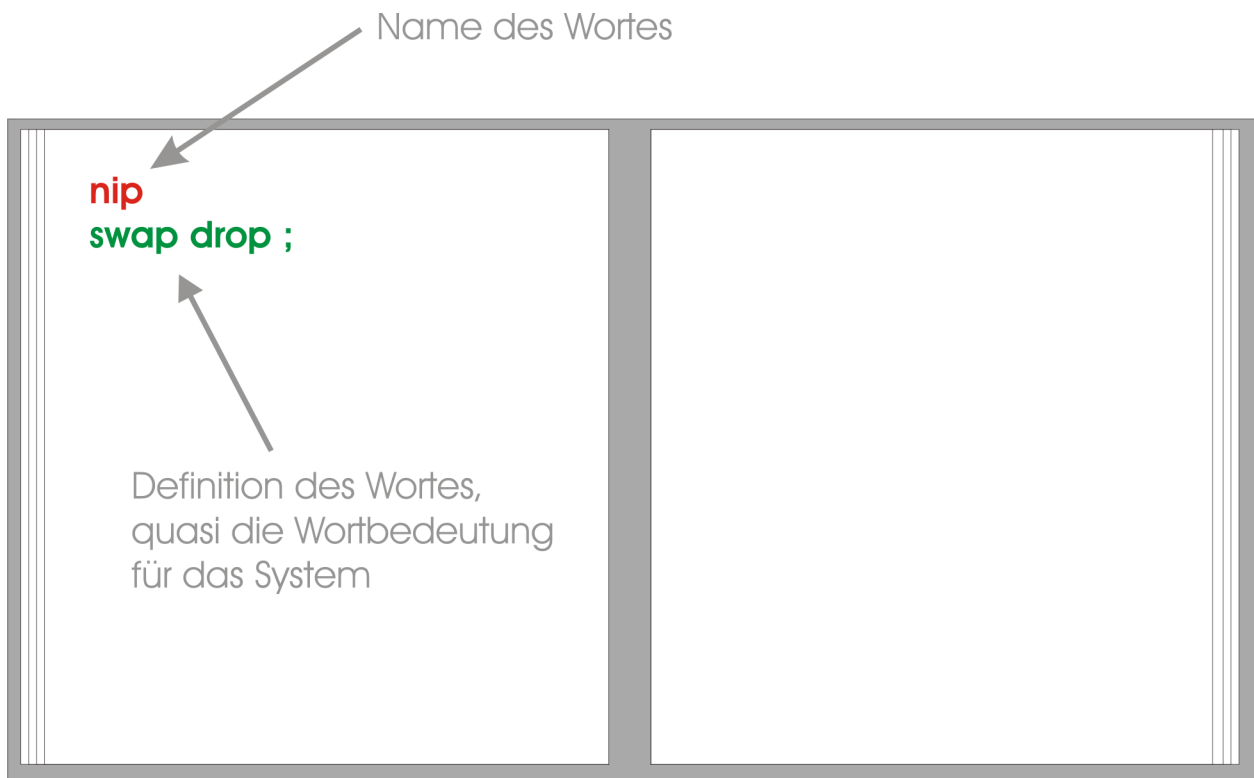 Name des Wortes
nip
swap drop ;
Definition des Wortes,
quasi die Wortbedeutung
für das System